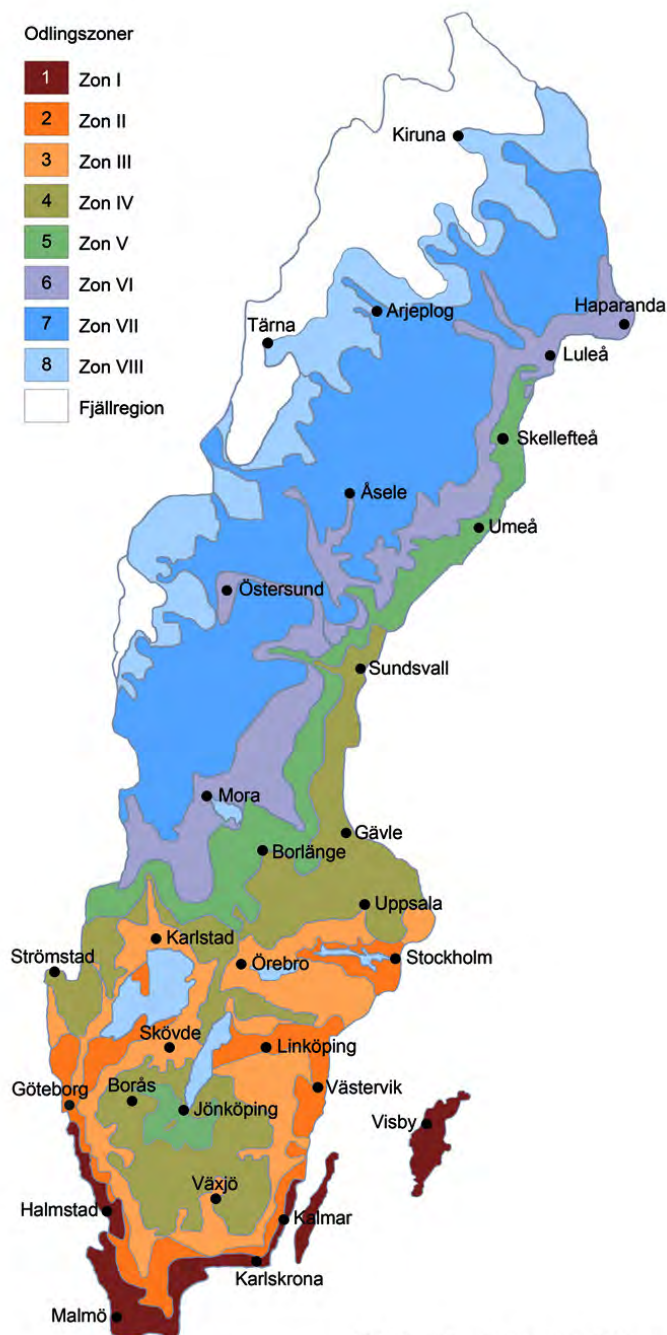 Odlingszoner
1 Zon I
2 Zon II
3 Zon III
4 Zon IV
5 Zon V
6 Zon VI
7 Zon VII
8 Zon VIII
Fjällregion
Kiruna
Haparanda
Arjeplog
Tärna
Luleå
Skellefteå
Åsele
Umeå
Östersund
Sundsvall
Mora
Gävle
Borlänge
Uppsala
Karlstad
Stockholm
Strömstad
Örebro
Skövde
Linköping
Borås
Västervik
Göteborg
Jönköping
Visby
Växjö
Halmstad
Kalmar
Karlskrona
Malmö